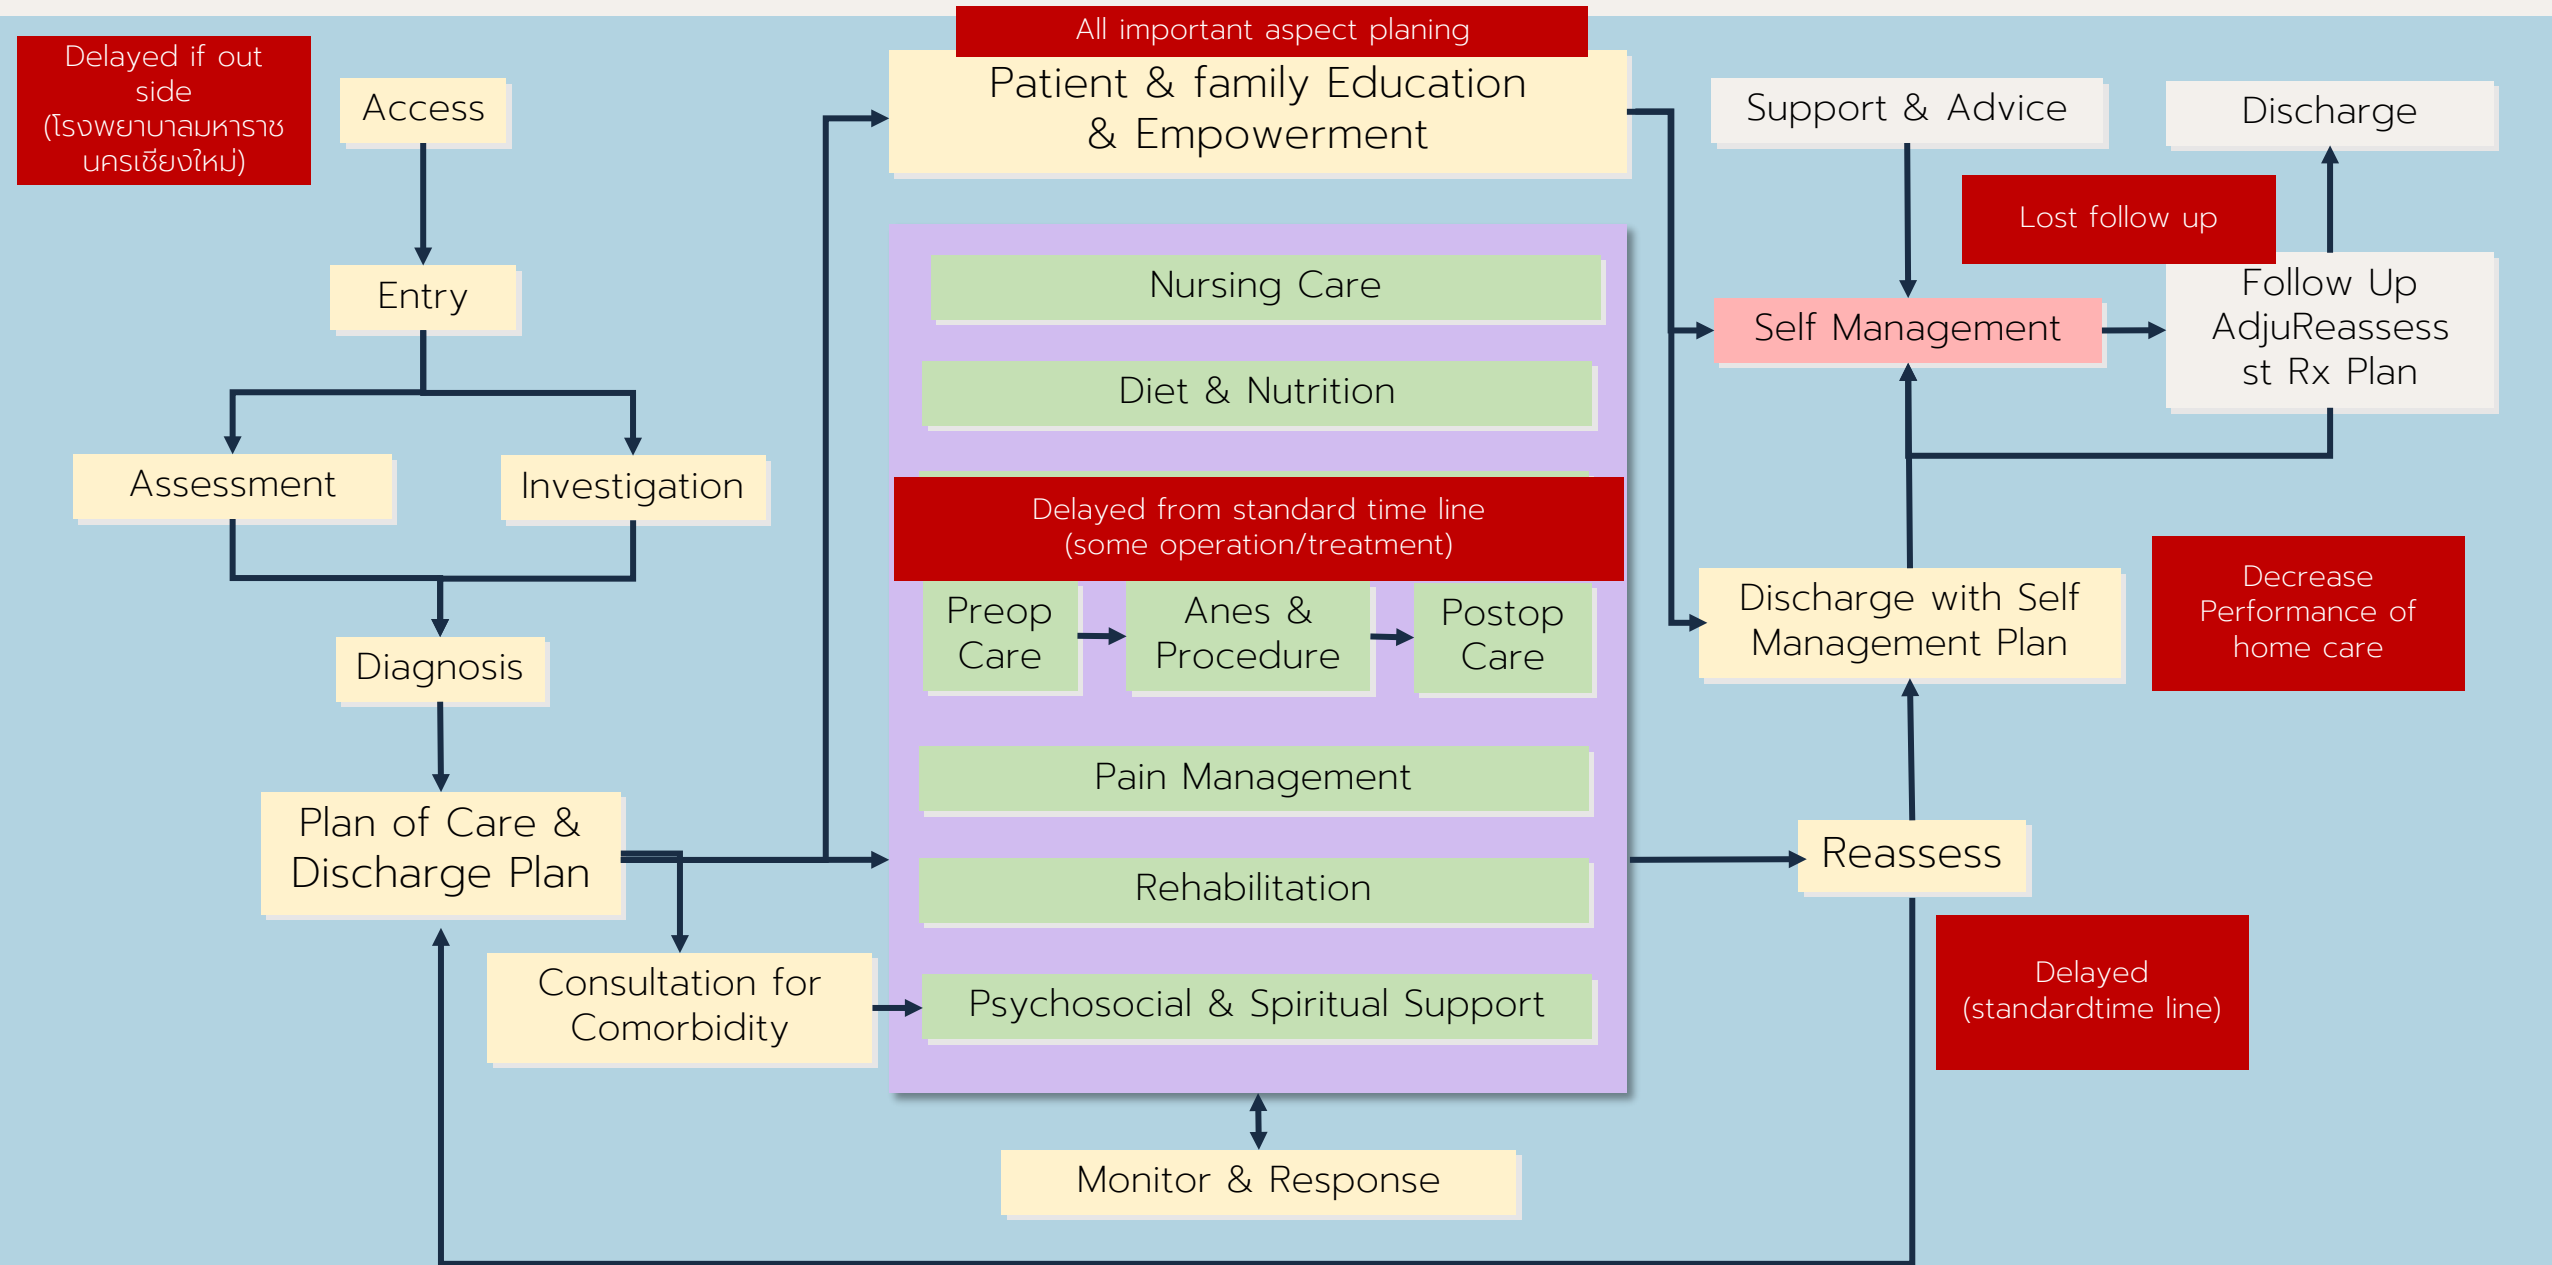 All important aspect planing
Delayed if out
side
(โรงพยาบาลมหาราช
นครเชียงใหม่)
Access
Patient & family Education
& Empowerment
Support & Advice
Discharge
Lost follow up
Entry
Nursing Care
Self Management
Follow Up
AdjuReassess
st Rx Plan
Diet & Nutrition
Assessment
Investigation
Delayed from standard time line
(some operation/treatment)
Preop
Care
Anes &
Procedure
Postop
Care
Discharge with Self
Management Plan
Decrease
Performance of
home care
Diagnosis
Pain Management
Plan of Care &
Discharge Plan
Rehabilitation
Reassess
Consultation for
Comorbidity
Psychosocial & Spiritual Support
Delayed
(standardtime line)
Monitor & Response